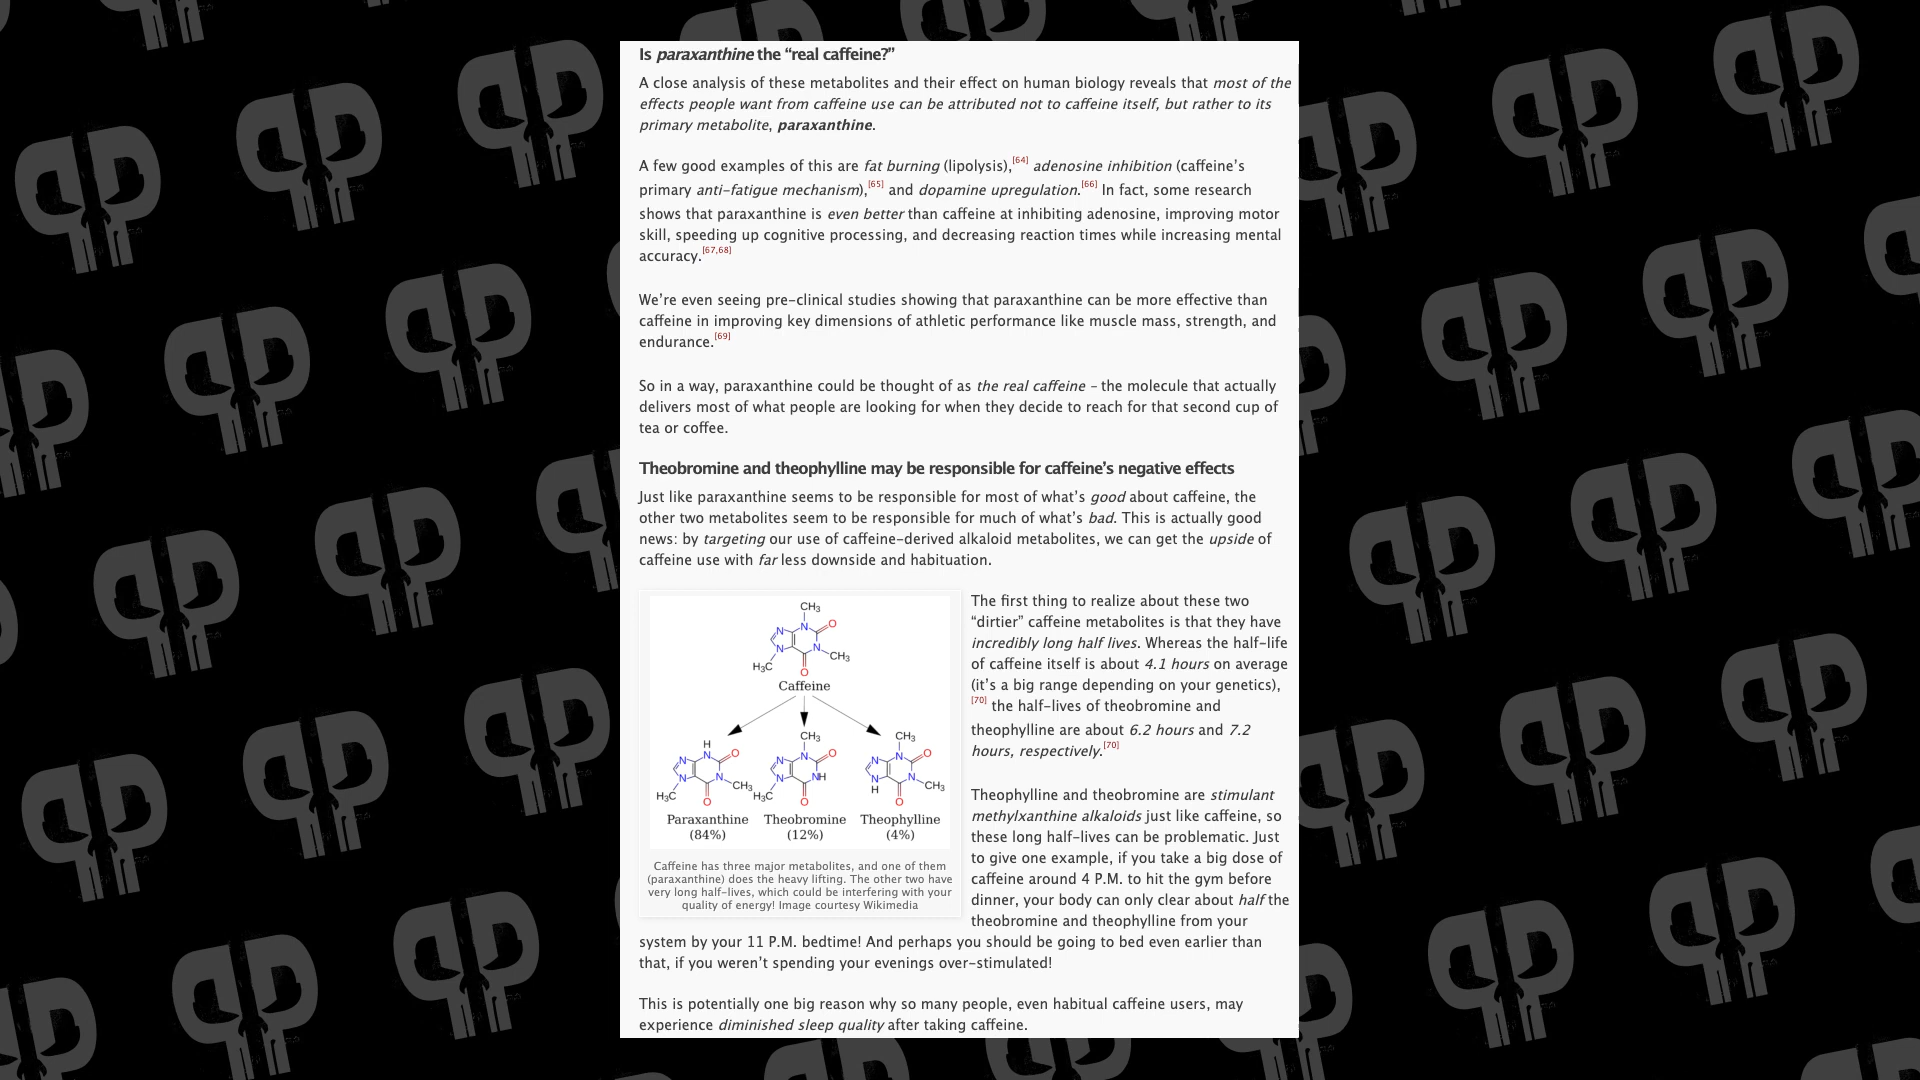 Is paraxanthine the “real caffeine?”
A close analysis of these metabolites and their effect on human biology reveals that most of the
effects people want from caffeine use can be attributed not to caffeine itself, but rather to its
primary metabolite, paraxanthine.
A few good examples of this are fat burning (lipolysis),[64] adenosine inhibition (caffeine’s
primary anti-fatigue mechanism),[65] and dopamine upregulation.[66] In fact, some research
shows that paraxanthine is even better than caffeine at inhibiting adenosine, improving motor
skill, speeding up cognitive processing, and decreasing reaction times while increasing mental
accuracy.[67,68]
We’re even seeing pre-clinical studies showing that paraxanthine can be more effective than
caffeine in improving key dimensions of athletic performance like muscle mass, strength, and
endurance.[69]
So in a way, paraxanthine could be thought of as the real caffeine – the molecule that actually
delivers most of what people are looking for when they decide to reach for that second cup of
tea or coffee.
Theobromine and theophylline may be responsible for caffeine’s negative effects
Just like paraxanthine seems to be responsible for most of what’s good about caffeine, the
other two metabolites seem to be responsible for much of what’s bad. This is actually good
news: by targeting our use of caffeine-derived alkaloid metabolites, we can get the upside of
caffeine use with far less downside and habituation.
CH3
N N O
N N CH3
H3C O
Caffeine
H CH3 CH3
N N O N N O N N O
N N CH3 N NH N N CH3
H3C O H3C O H O
Paraxanthine Theobromine Theophylline
(84%) (12%) (4%)
Caffeine has three major metabolites, and one of them
(paraxanthine) does the heavy lifting. The other two have
very long half-lives, which could be interfering with your
quality of energy! Image courtesy Wikimedia
The first thing to realize about these two
“dirtier” caffeine metabolites is that they have
incredibly long half lives. Whereas the half-life
of caffeine itself is about 4.1 hours on average
(it’s a big range depending on your genetics),
[70] the half-lives of theobromine and
theophylline are about 6.2 hours and 7.2
hours, respectively.[70]
Theophylline and theobromine are stimulant
methylxanthine alkaloids just like caffeine, so
these long half-lives can be problematic. Just
to give one example, if you take a big dose of
caffeine around 4 P.M. to hit the gym before
dinner, your body can only clear about half the
theobromine and theophylline from your
system by your 11 P.M. bedtime! And perhaps you should be going to bed even earlier than
that, if you weren’t spending your evenings over-stimulated!
This is potentially one big reason why so many people, even habitual caffeine users, may
experience diminished sleep quality after taking caffeine.